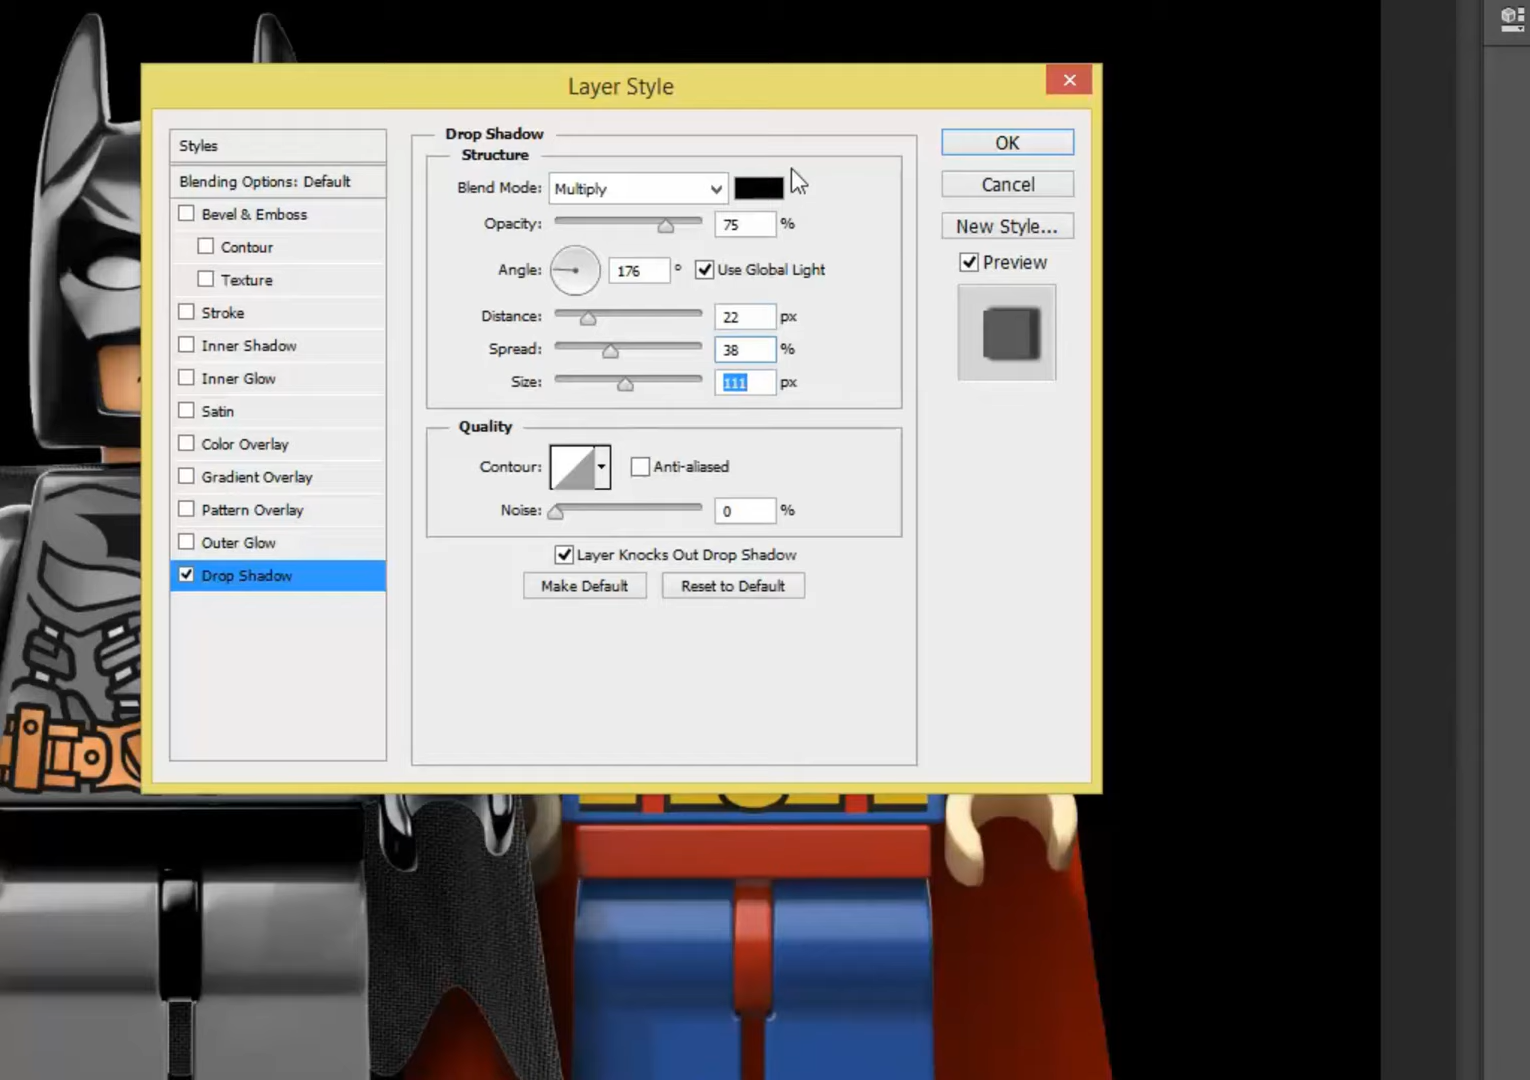 Layer Style
Styles
Blending Options: Default
Bevel & Emboss
Contour
Texture
Stroke
Inner Shadow
Inner Glow
Satin
Color Overlay
Gradient Overlay
Pattern Overlay
Outer Glow
Drop Shadow
Drop Shadow
Structure
Blend Mode: Multiply
Opacity: 75 %
Angle: 176 ° Use Global Light
Distance: 22 px
Spread: 38 %
Size: 111 px
Quality
Contour: Anti-aliased
Noise: 0 %
Layer Knocks Out Drop Shadow
Make Default Reset to Default
OK
Cancel
New Style...
Preview